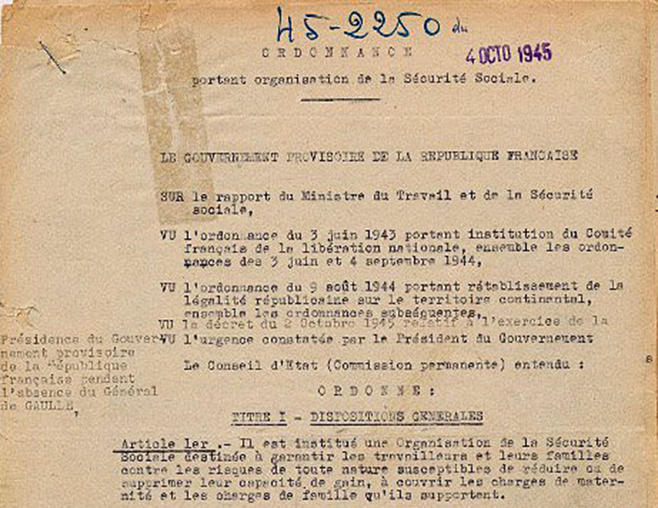 45-2250 du
ORDONNANCE
4 OCTO 1945
portant organisation de la Sécurité Sociale.
LE GOUVERNEMENT PROVISOIRE DE LA REPUBLIQUE FRANCAISE
SUR le rapport du Ministre du Travail et de la Sécurité
sociale,
VU l'ordonnance du 3 juin 1943 portant institution du Comité
français de la libération nationale, ensemble les ordon-
nances des 3 juin et 4 septembre 1944,
VU l'ordonnance du 9 août 1944 portant rétablissement de la
légalité républicaine sur le territoire continental,
ensemble les ordonnances subséquentes,
VU le décret du 2 Octobre 1945 relatif à l'exercice de la
Présidence du Gouver-
nement provisoire
de la République
française pendant
l'absence du Général
de GAULLE,
VU l'urgence constatée par le Président du Gouvernement
Le Conseil d'Etat (Commission permanente) entendu :
ORDONNE :
TITRE I - DISPOSITIONS GENERALES
Article 1er .- Il est institué une Organisation de la Sécurité
Sociale destinée à garantir les travailleurs et leurs familles
contre les risques de toute nature susceptibles de réduire ou de
supprimer leur capacité de gain, à couvrir les charges de mater-
nité et les charges de famille qu'ils supportent.